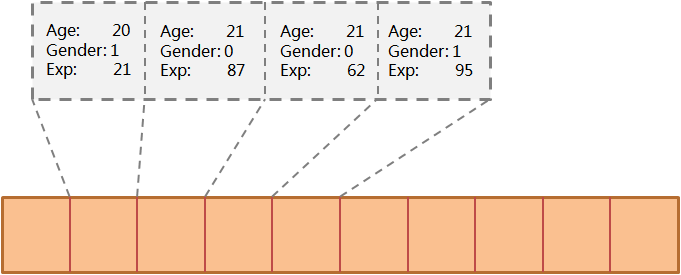 Age: 20
Gender: 1
Exp: 21
Age: 21
Gender: 0
Exp: 87
Age: 21
Gender: 0
Exp: 62
Age: 21
Gender: 1
Exp: 95